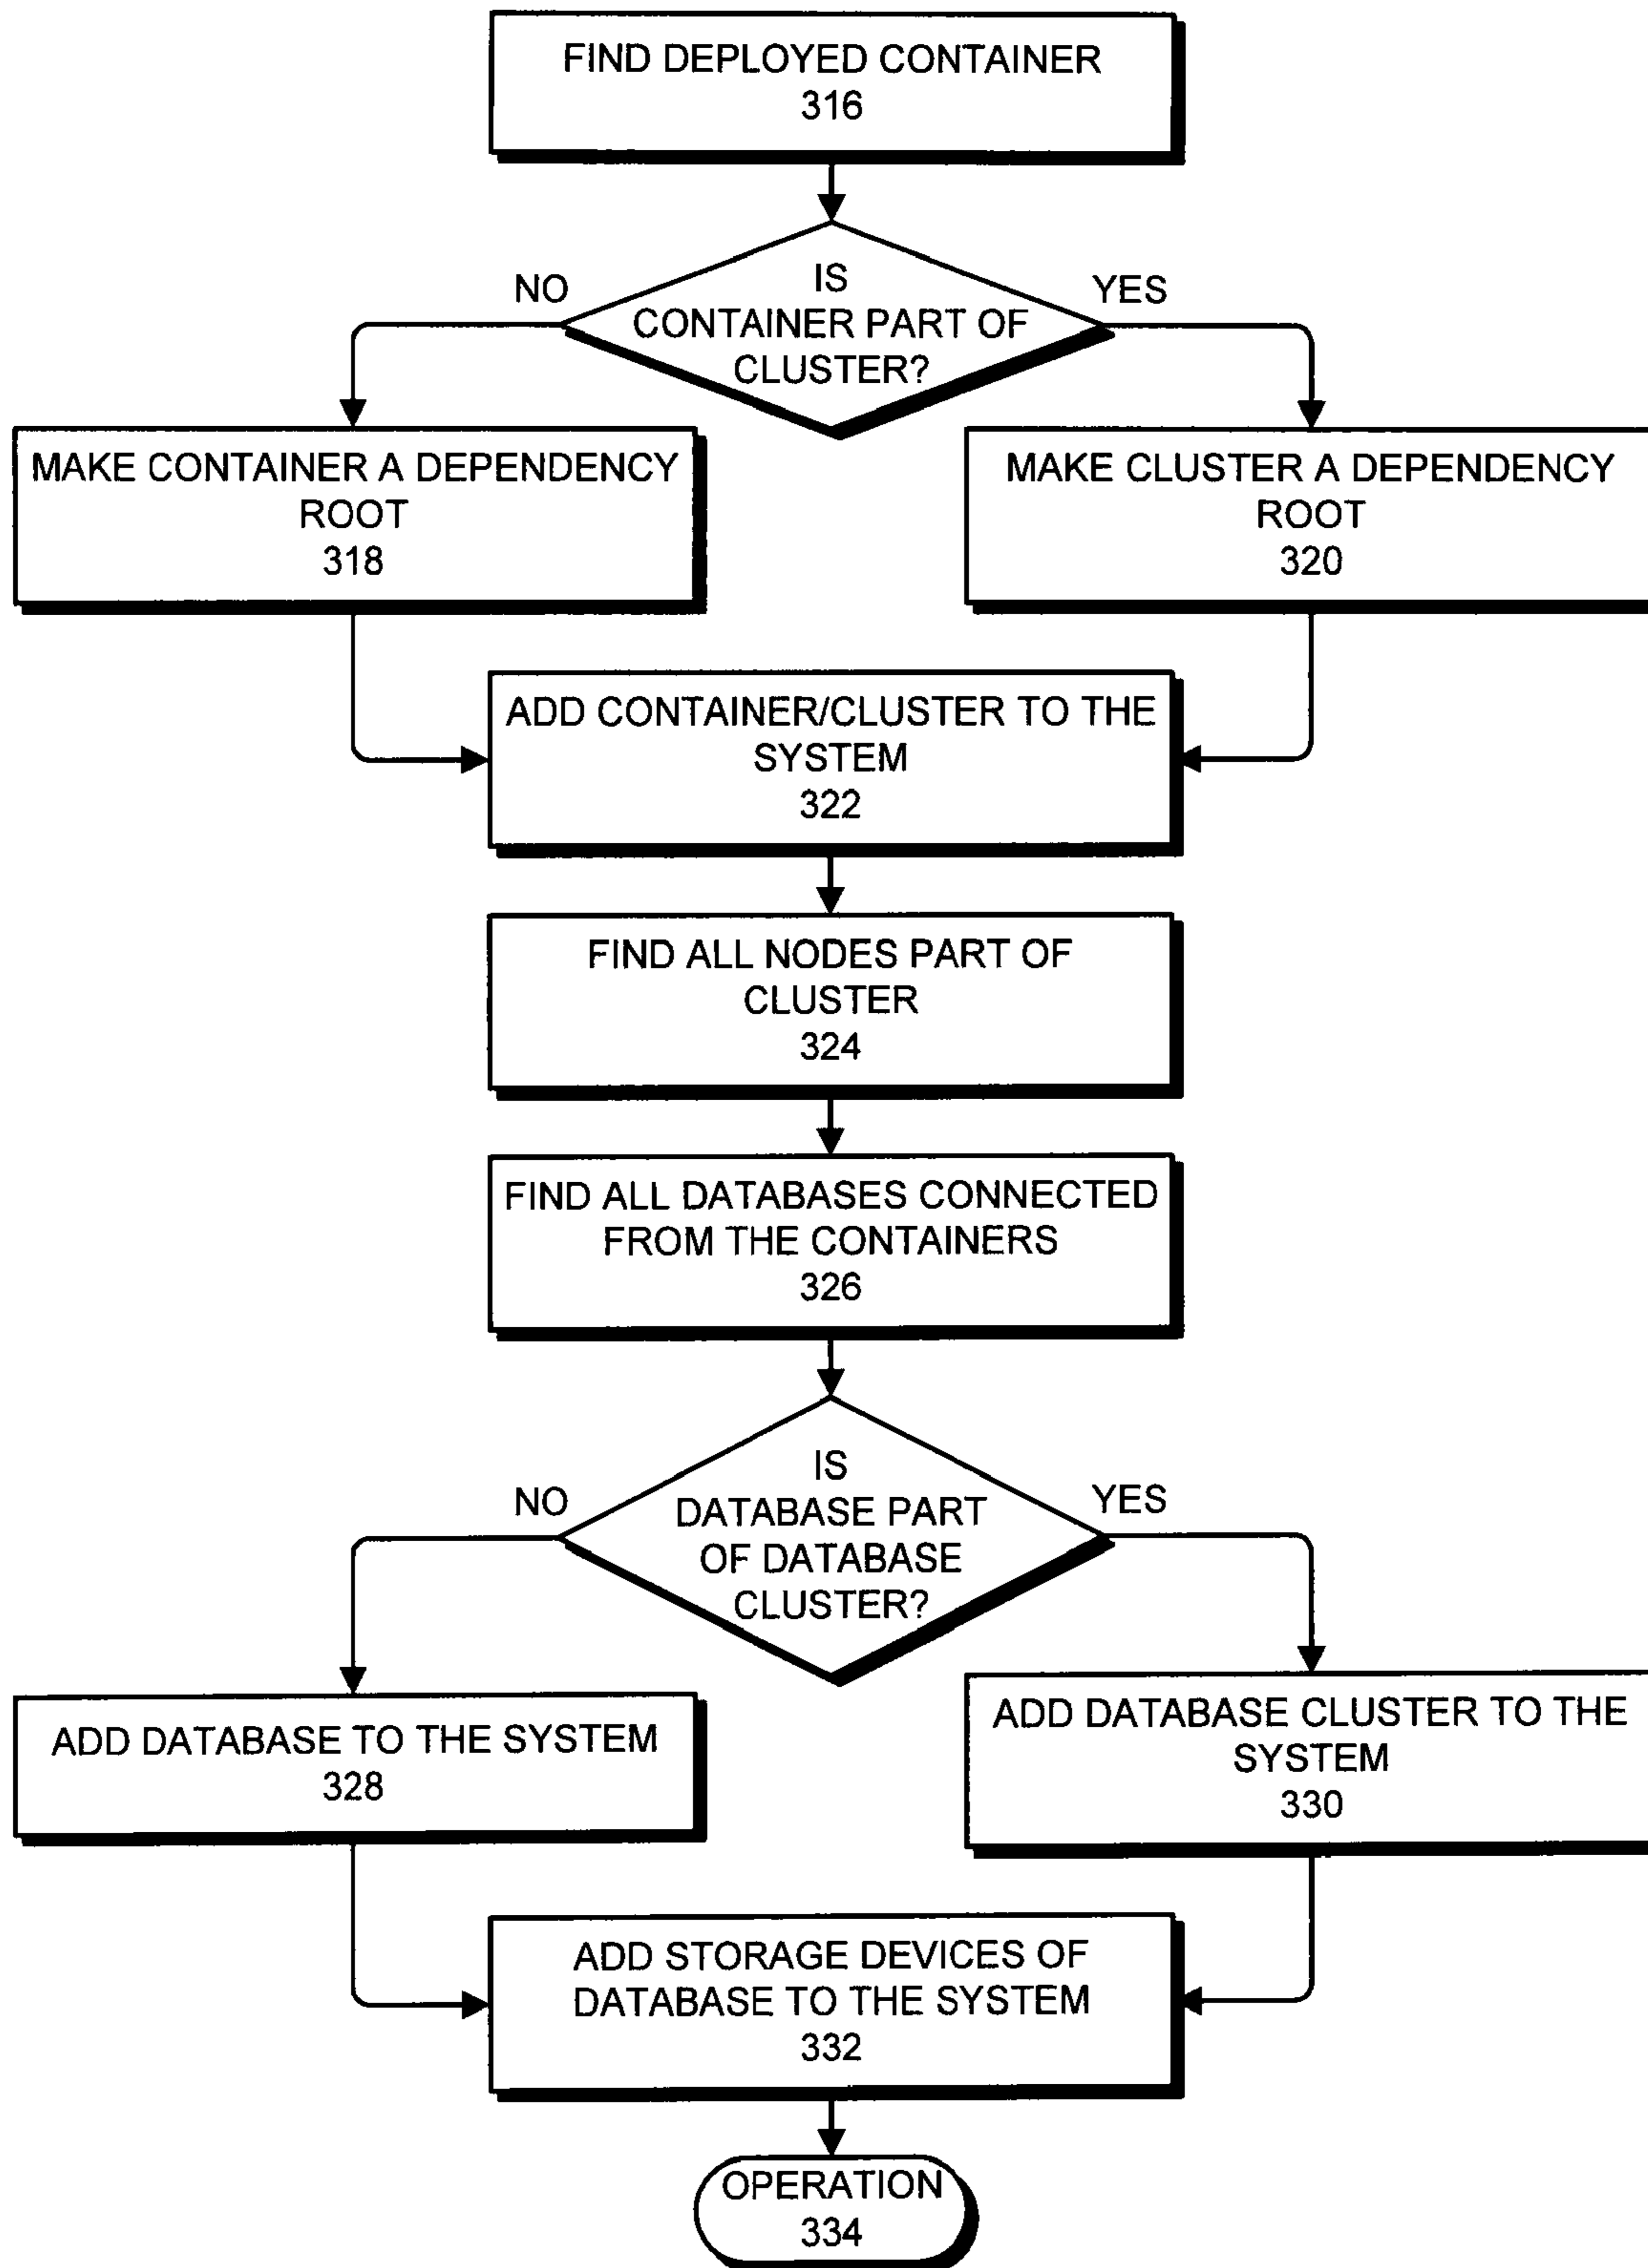 FIND DEPLOYED CONTAINER
316
IS
CONTAINER PART OF
CLUSTER?
NO
YES
MAKE CONTAINER A DEPENDENCY
ROOT
318
MAKE CLUSTER A DEPENDENCY
ROOT
320
ADD CONTAINER/CLUSTER TO THE
SYSTEM
322
FIND ALL NODES PART OF
CLUSTER
324
FIND ALL DATABASES CONNECTED
FROM THE CONTAINERS
326
IS
DATABASE PART
OF DATABASE
CLUSTER?
NO
YES
ADD DATABASE TO THE SYSTEM
328
ADD DATABASE CLUSTER TO THE
SYSTEM
330
ADD STORAGE DEVICES OF
DATABASE TO THE SYSTEM
332
OPERATION
334